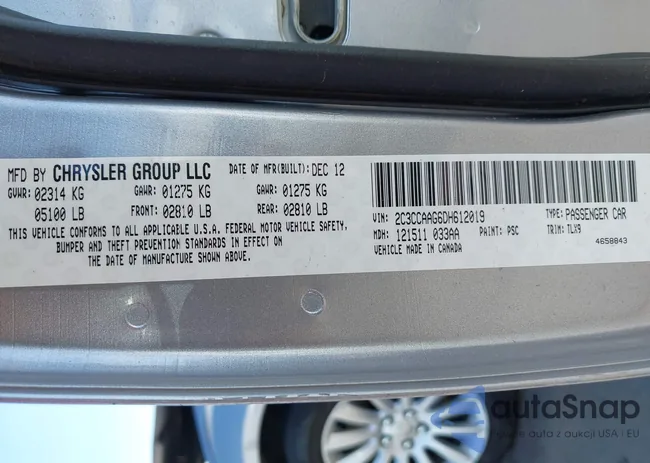 MFD BY CHRYSLER GROUP LLC DATE OF MFR(BUILT): DEC 12
GVWR: 02314 KG GAWR: 01275 KG GAWR: 01275 KG
05100 LB FRONT: 02810 LB REAR: 02810 LB
THIS VEHICLE CONFORMS TO ALL APPLICABLE U.S.A. FEDERAL MOTOR VEHICLE SAFETY,
BUMPER AND THEFT PREVENTION STANDARDS IN EFFECT ON
THE DATE OF MANUFACTURE SHOWN ABOVE.
VIN: 2C3CCAAG6DH612019 TYPE: PASSENGER CAR
MDH: 121511 033AA PAINT: PSC TRIM: TLX9
VEHICLE MADE IN CANADA 4658843
autaSnap
auta z aukcji USA i EU